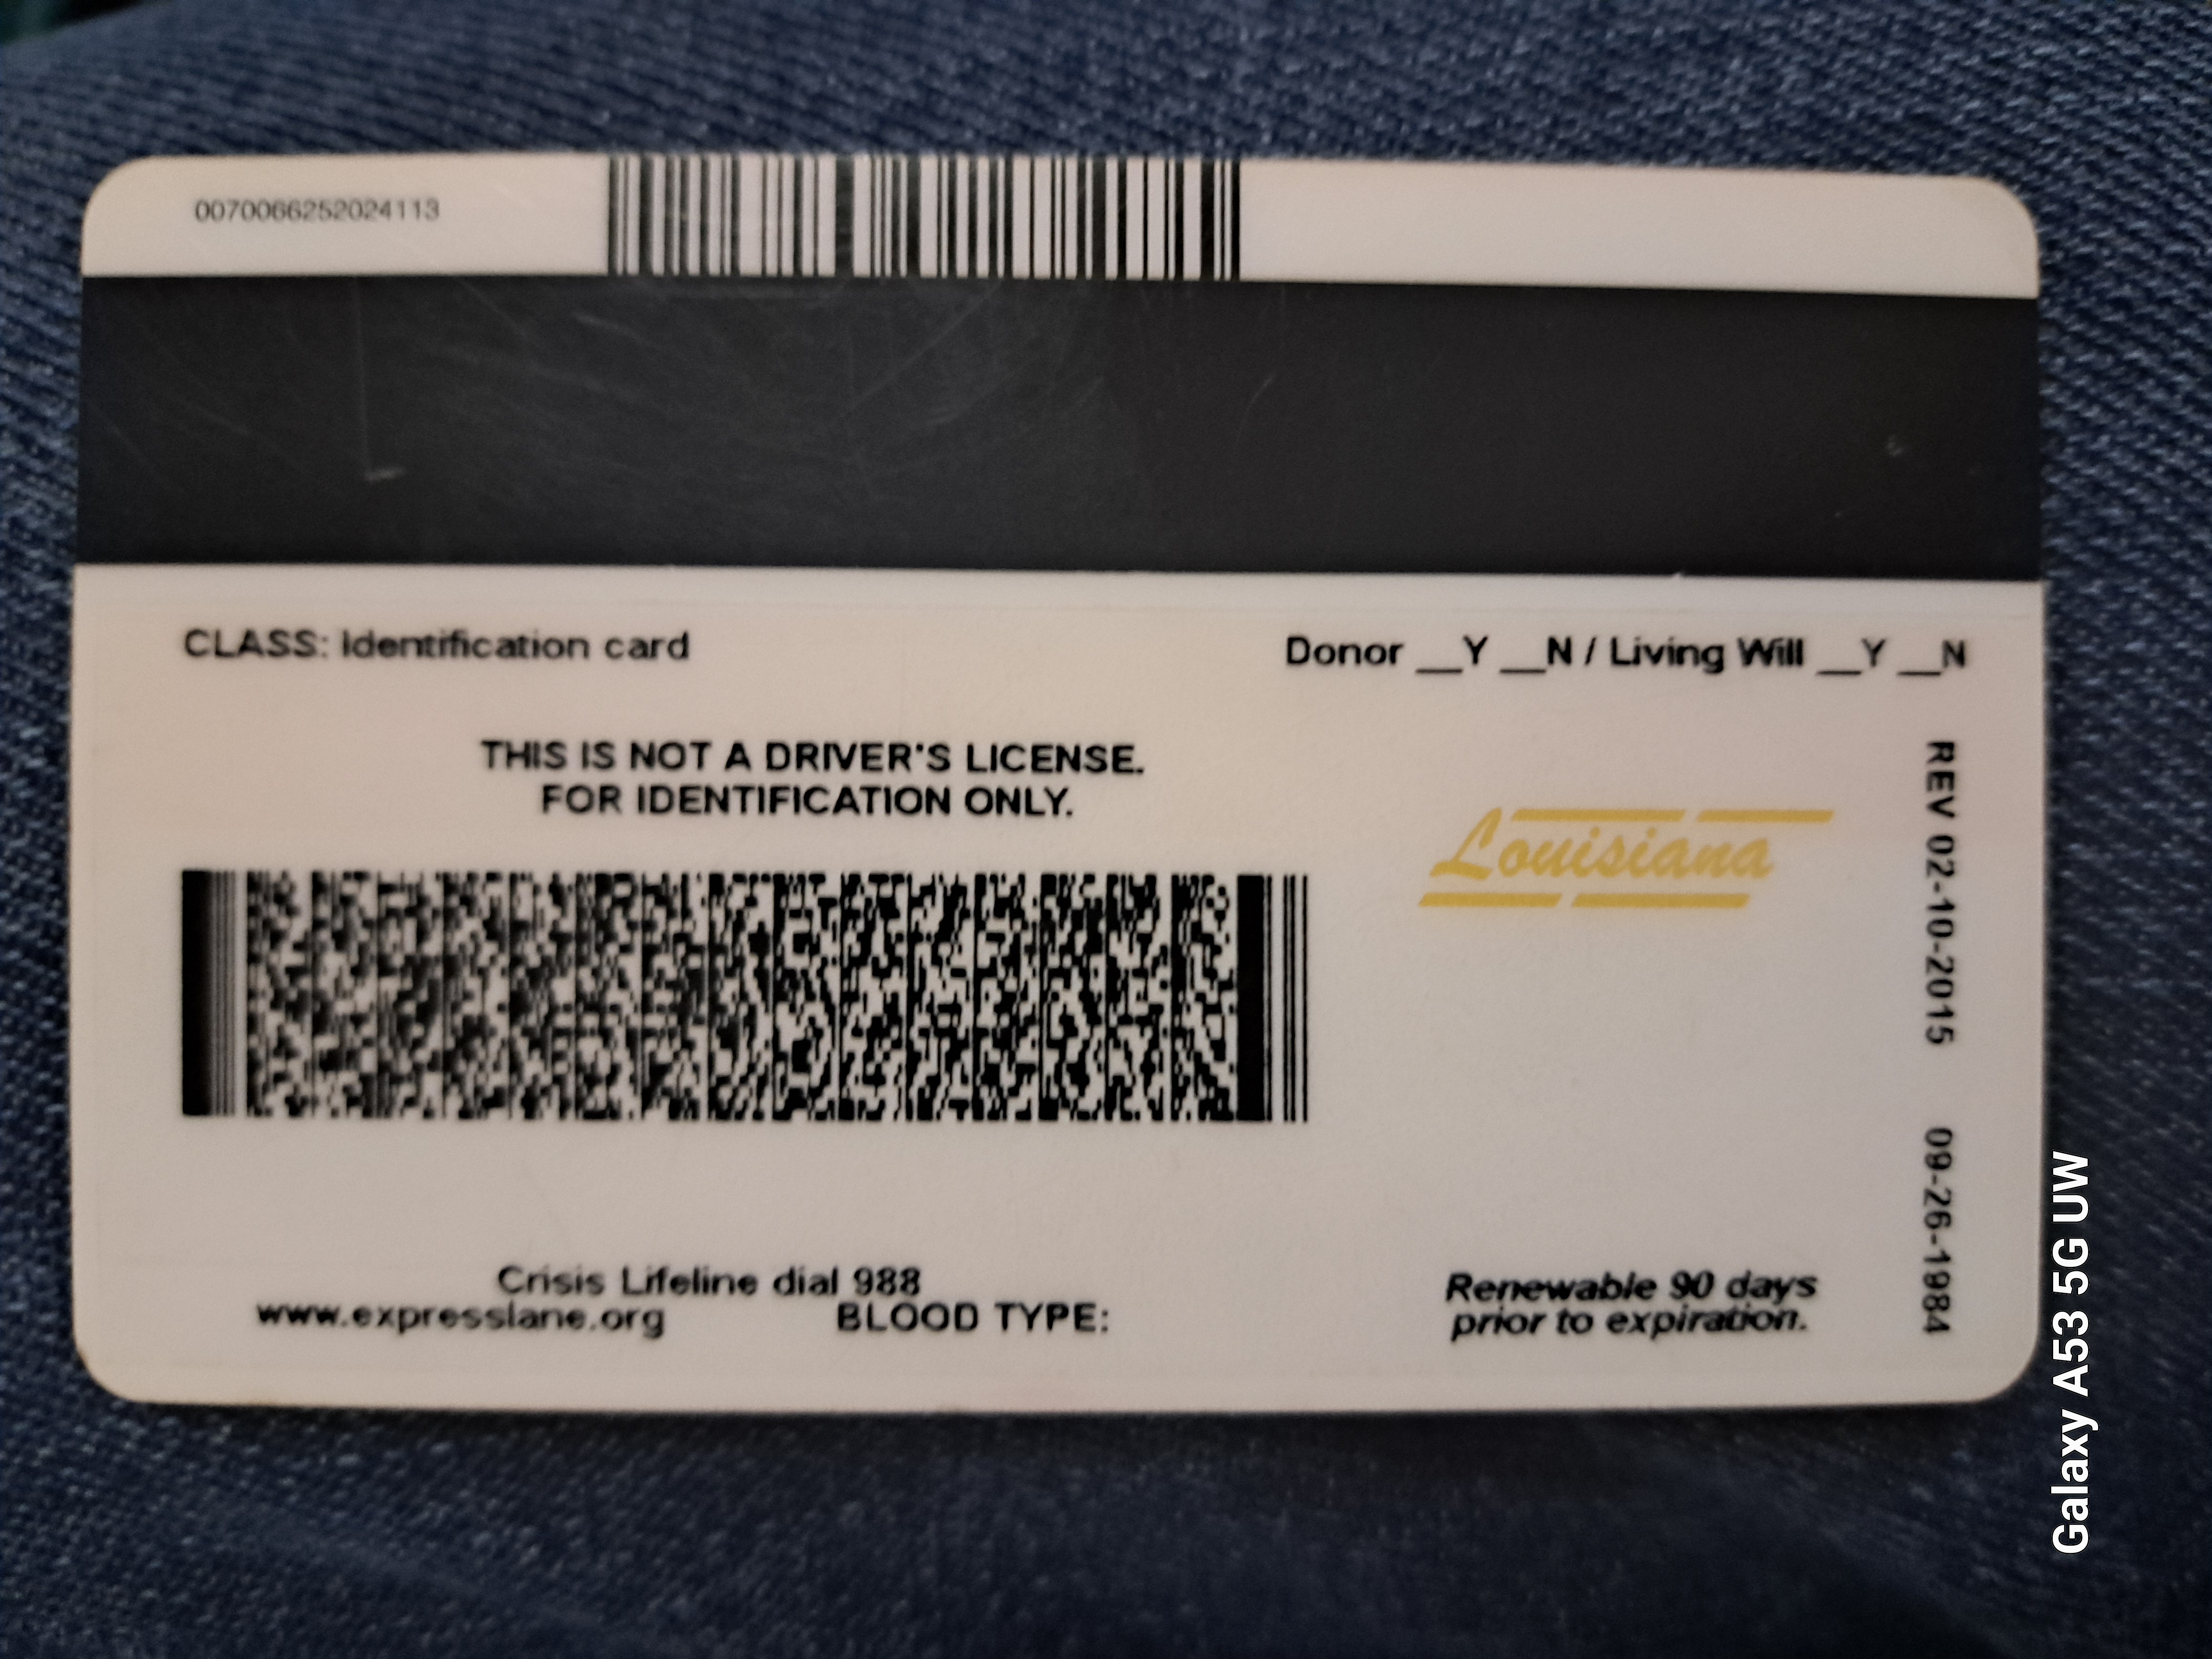 0070066252024113
CLASS: Identification card
Donor __Y __N / Living Will __Y __N
THIS IS NOT A DRIVER'S LICENSE.
FOR IDENTIFICATION ONLY.
Louisiana
REV 02-10-2015 09-26-1984
Crisis Lifeline dial 988
www.expresslane.org BLOOD TYPE:
Renewable 90 days
prior to expiration.
Galaxy A53 5G UW